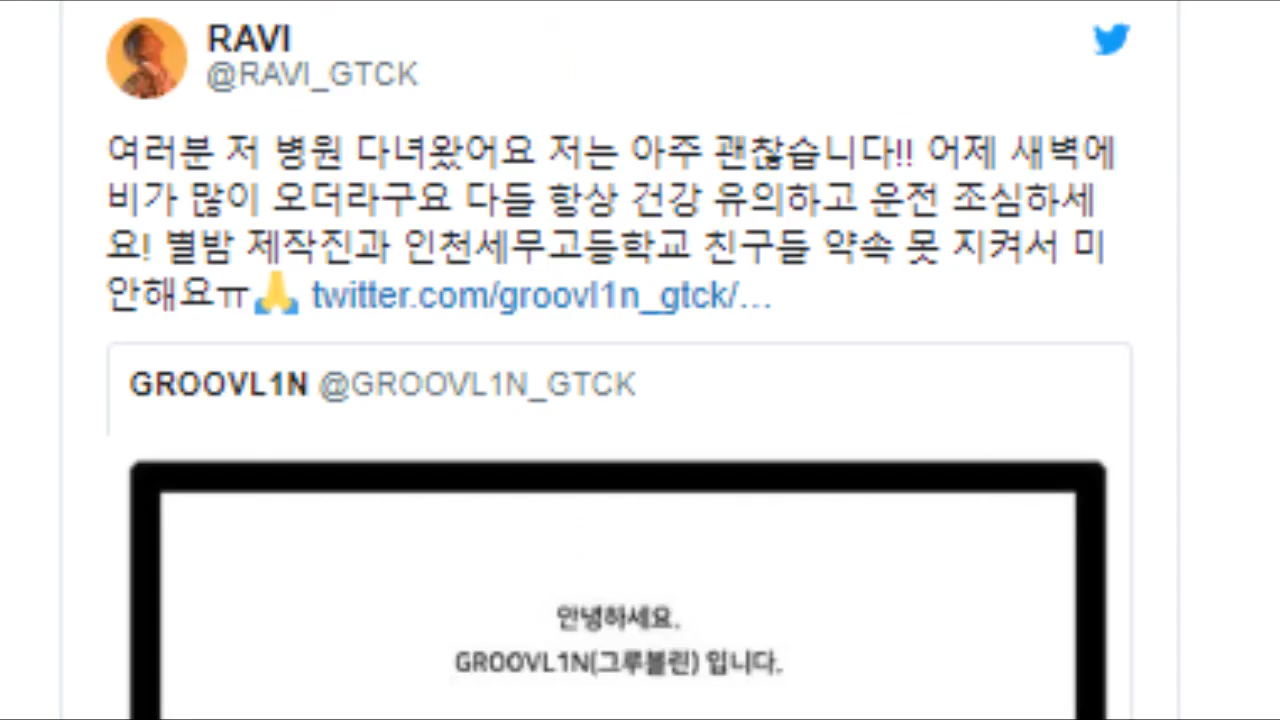 RAVI
@RAVI_GTCK
여러분 저 병원 다녀왔어요 저는 아주 괜찮습니다!! 어제 새벽에
비가 많이 오더라구요 다들 항상 건강 유의하고 운전 조심하세
요! 별밤 제작진과 인천세무고등학교 친구들 약속 못 지켜서 미
안해요ㅠ🙏 twitter.com/groovl1n_gtck/…
GROOVL1N @GROOVL1N_GTCK
안녕하세요.
GROOVL1N(그루블린) 입니다.